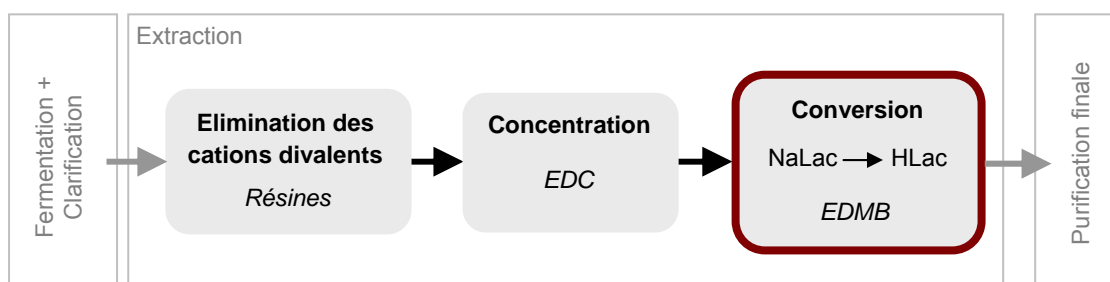 Fermentation +
Clarification
Extraction
Elimination des
cations divalents
Résines
Concentration
EDC
Conversion
NaLac → HLac
EDMB
Purification finale